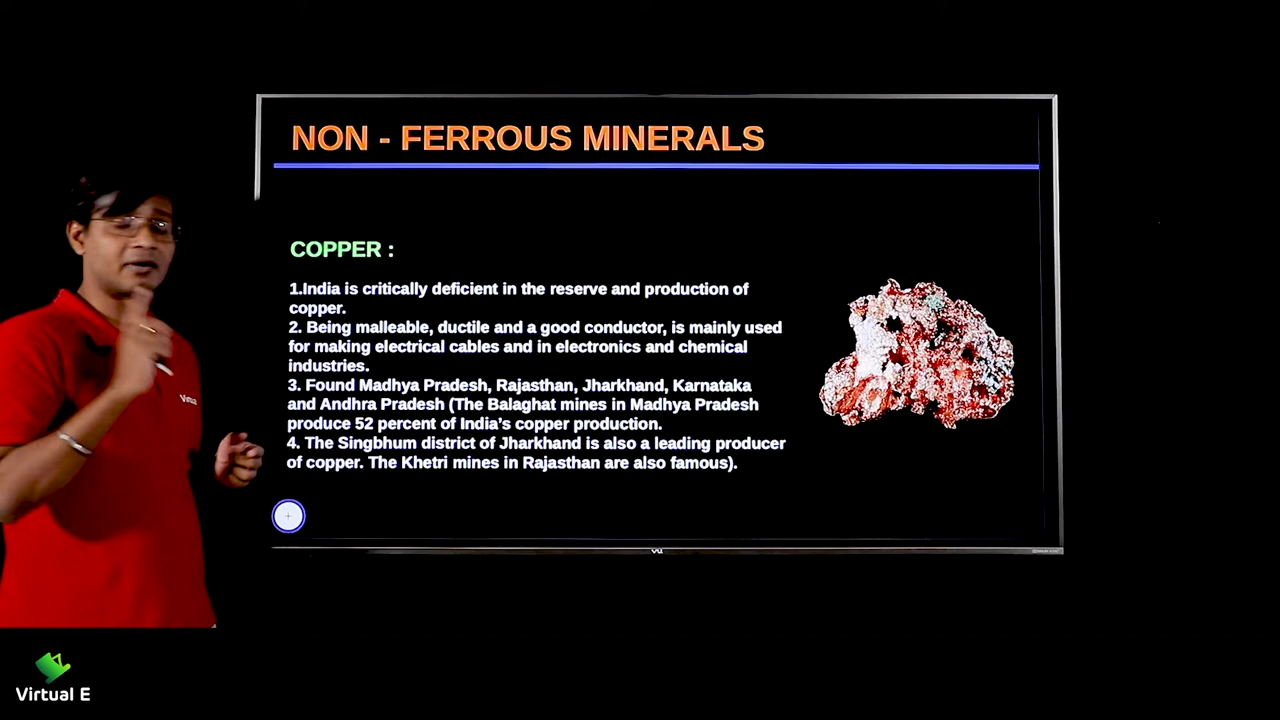 NON - FERROUS MINERALS
COPPER :
1.India is critically deficient in the reserve and production of
copper.
2. Being malleable, ductile and a good conductor, is mainly used
for making electrical cables and in electronics and chemical
industries.
3. Found Madhya Pradesh, Rajasthan, Jharkhand, Karnataka
and Andhra Pradesh (The Balaghat mines in Madhya Pradesh
produce 52 percent of India's copper production.
4. The Singbhum district of Jharkhand is also a leading producer
of copper. The Khetri mines in Rajasthan are also famous).
Virtual E